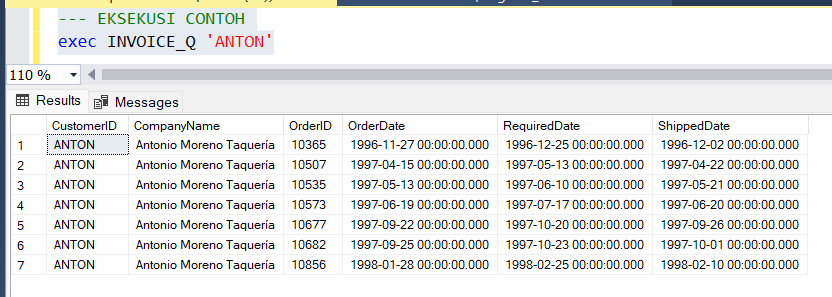 --- EKSEKUSI CONTOH
exec INVOICE_Q 'ANTON'
110 %
Results Messages
CustomerID CompanyName OrderID OrderDate RequiredDate ShippedDate
1 ANTON Antonio Moreno Taquería 10365 1996-11-27 00:00:00.000 1996-12-25 00:00:00.000 1996-12-02 00:00:00.000
2 ANTON Antonio Moreno Taquería 10507 1997-04-15 00:00:00.000 1997-05-13 00:00:00.000 1997-04-22 00:00:00.000
3 ANTON Antonio Moreno Taquería 10535 1997-05-13 00:00:00.000 1997-06-10 00:00:00.000 1997-05-21 00:00:00.000
4 ANTON Antonio Moreno Taquería 10573 1997-06-19 00:00:00.000 1997-07-17 00:00:00.000 1997-06-20 00:00:00.000
5 ANTON Antonio Moreno Taquería 10677 1997-09-22 00:00:00.000 1997-10-20 00:00:00.000 1997-09-26 00:00:00.000
6 ANTON Antonio Moreno Taquería 10682 1997-09-25 00:00:00.000 1997-10-23 00:00:00.000 1997-10-01 00:00:00.000
7 ANTON Antonio Moreno Taquería 10856 1998-01-28 00:00:00.000 1998-02-25 00:00:00.000 1998-02-10 00:00:00.000